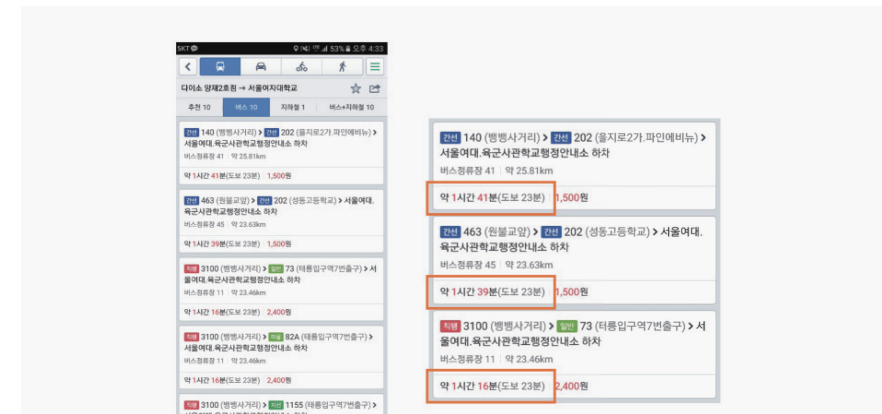 SKT 53% 오후 4:33
다이소 양재2호점 → 서울여자대학교
추천 10 버스 10 지하철 1 버스+지하철 10
간선 140 (뱅뱅사거리) > 간선 202 (을지로2가.파인에비뉴) >
서울여대.육군사관학교행정안내소 하차
버스정류장 41 약 25.81km
약 1시간 41분(도보 23분) 1,500원
간선 463 (원불교앞) > 간선 202 (성동고등학교) > 서울여대.
육군사관학교행정안내소 하차
버스정류장 45 약 23.63km
약 1시간 39분(도보 23분) 1,500원
직행 3100 (뱅뱅사거리) > 일반 73 (태릉입구역7번출구) > 서
울여대.육군사관학교행정안내소 하차
버스정류장 11 약 23.46km
약 1시간 16분(도보 23분) 2,400원
직행 3100 (뱅뱅사거리) > 82A (태릉입구역7번출구) >
서울여대.육군사관학교행정안내소 하차
버스정류장 11 약 23.46km
약 1시간 16분(도보 23분) 2,400원
직행 3100 (뱅뱅사거리) > 지선 1155 (태릉입구역7번출구) >
간선 140 (뱅뱅사거리) > 간선 202 (을지로2가.파인에비뉴) >
서울여대.육군사관학교행정안내소 하차
버스정류장 41 약 25.81km
약 1시간 41분(도보 23분) 1,500원
간선 463 (원불교앞) > 간선 202 (성동고등학교) > 서울여대.
육군사관학교행정안내소 하차
버스정류장 45 약 23.63km
약 1시간 39분(도보 23분) 1,500원
직행 3100 (뱅뱅사거리) > 일반 73 (태릉입구역7번출구) > 서
울여대.육군사관학교행정안내소 하차
버스정류장 11 약 23.46km
약 1시간 16분(도보 23분) 2,400원